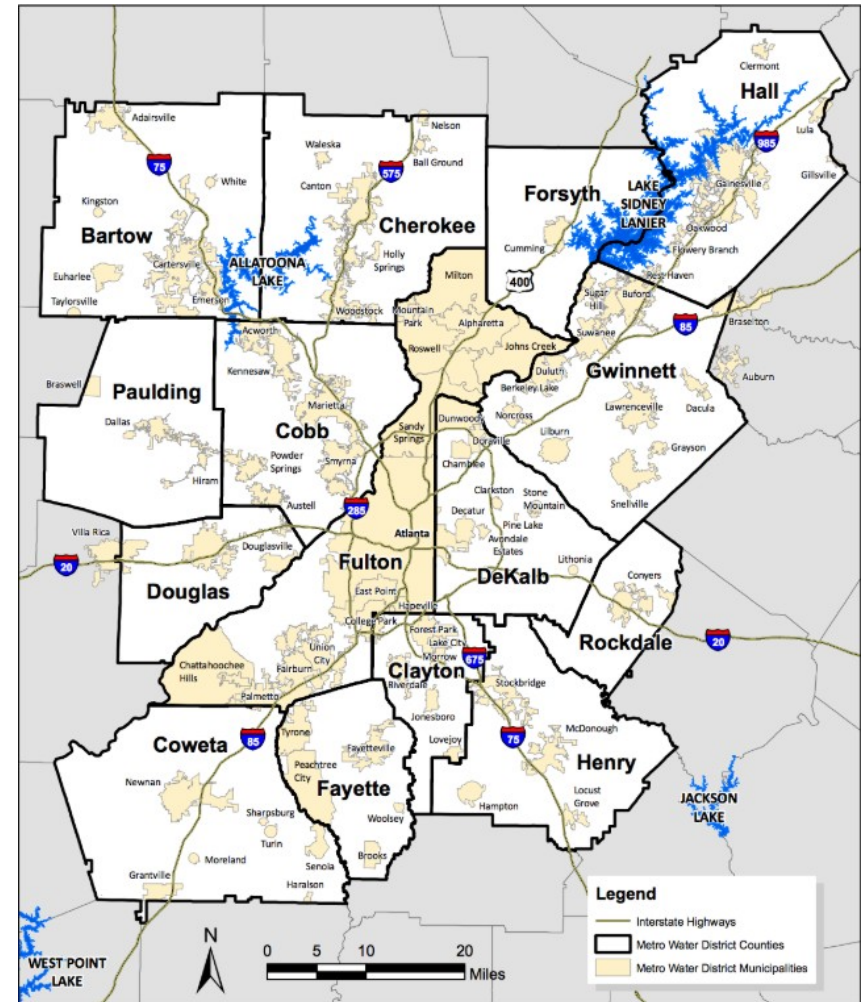 Clermont
Hall
Adairsville
Nelson
Lula
985
Waleska
Ball Ground
75
575
White
Canton
Gainesville
Gillsville
Forsyth
LAKE
SIDNEY
LANIER
Kingston
Cherokee
Oakwood
Bartow
Cumming
Flowery Branch
Holly
Springs
Cartersville
ALLATOONA
LAKE
Euharlee
Milton
Rest Haven
400
Taylorsville
Emerson
Sugar
Hill
Buford
Woodstock
Mountain
Park
Alpharetta
Braselton
85
Acworth
Suwanee
Roswell
Johns Creek
Kennesaw
Duluth
Gwinnett
Auburn
Braswell
Paulding
Berkeley Lake
Marietta
Dunwoody
Norcross
Lawrenceville
Dacula
Dallas
Cobb
Sandy
Springs
Doraville
Lilburn
Grayson
Powder
Springs
Smyrna
Chamblee
Hiram
Clarkston
Stone
Mountain
Snellville
Austell
285
Decatur
Pine Lake
Villa Rica
Atlanta
Avondale
Estates
Douglasville
20
Fulton
Lithonia
Douglas
DeKalb
Conyers
East Point
Hapeville
College Park
Rockdale
20
Forest Park
Union
City
Lake City
Morrow
675
Clayton
Chattahoochee
Hills
Fairburn
Riverdale
Stockbridge
Palmetto
Jonesboro
Coweta
85
Tyrone
McDonough
75
Fayetteville
Lovejoy
Henry
Peachtree
City
Newnan
Fayette
Locust
Grove
JACKSON
LAKE
Sharpsburg
Hampton
Woolsey
Turin
Moreland
Brooks
Senoia
Grantville
Haralson
Legend
Interstate Highways
Metro Water District Counties
Metro Water District Municipalities
N
0 5 10 20
Miles
WEST POINT
LAKE